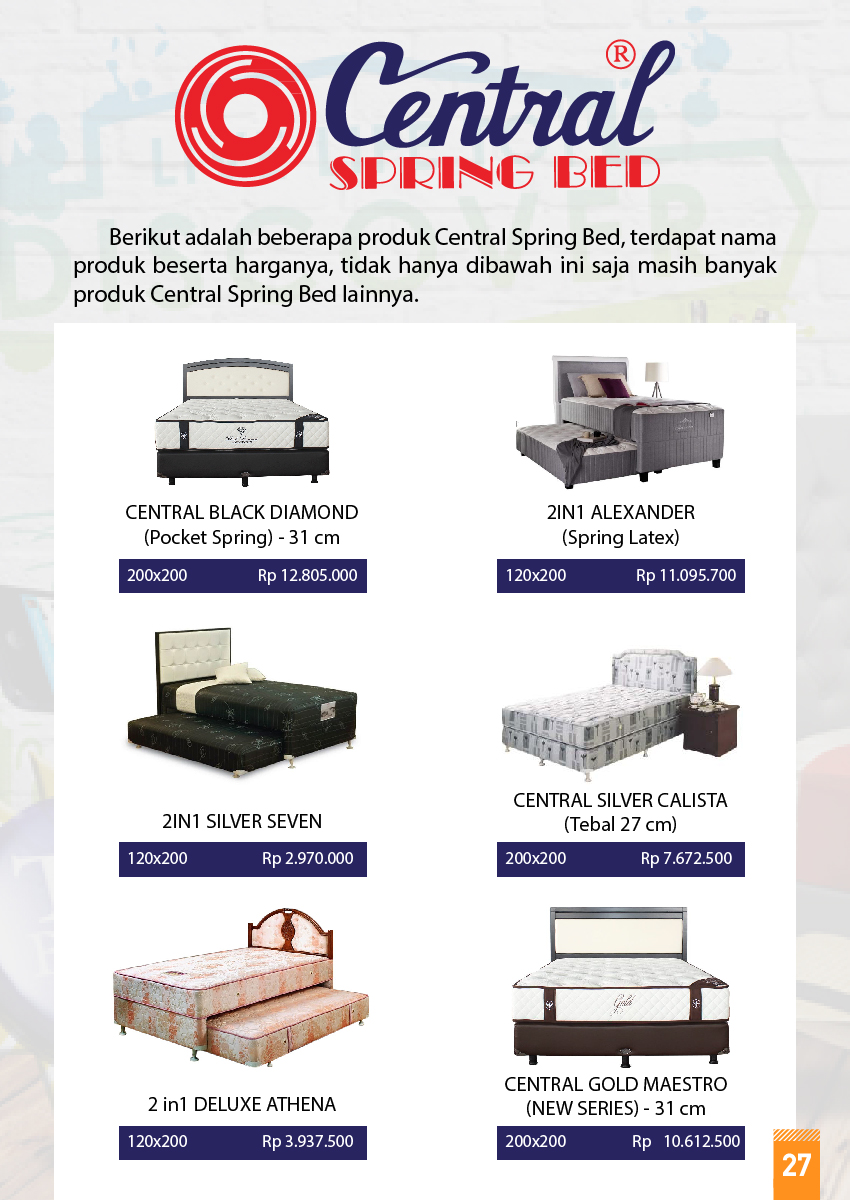 Central ®
SPRING BED
Berikut adalah beberapa produk Central Spring Bed, terdapat nama
produk beserta harganya, tidak hanya dibawah ini saja masih banyak
produk Central Spring Bed lainnya.
CENTRAL BLACK DIAMOND
(Pocket Spring) - 31 cm
200x200 Rp 12.805.000
2IN1 ALEXANDER
(Spring Latex)
120x200 Rp 11.095.700
2IN1 SILVER SEVEN
120x200 Rp 2.970.000
CENTRAL SILVER CALISTA
(Tebal 27 cm)
200x200 Rp 7.672.500
2 in1 DELUXE ATHENA
120x200 Rp 3.937.500
Gold
CENTRAL GOLD MAESTRO
(NEW SERIES) - 31 cm
200x200 Rp 10.612.500
27